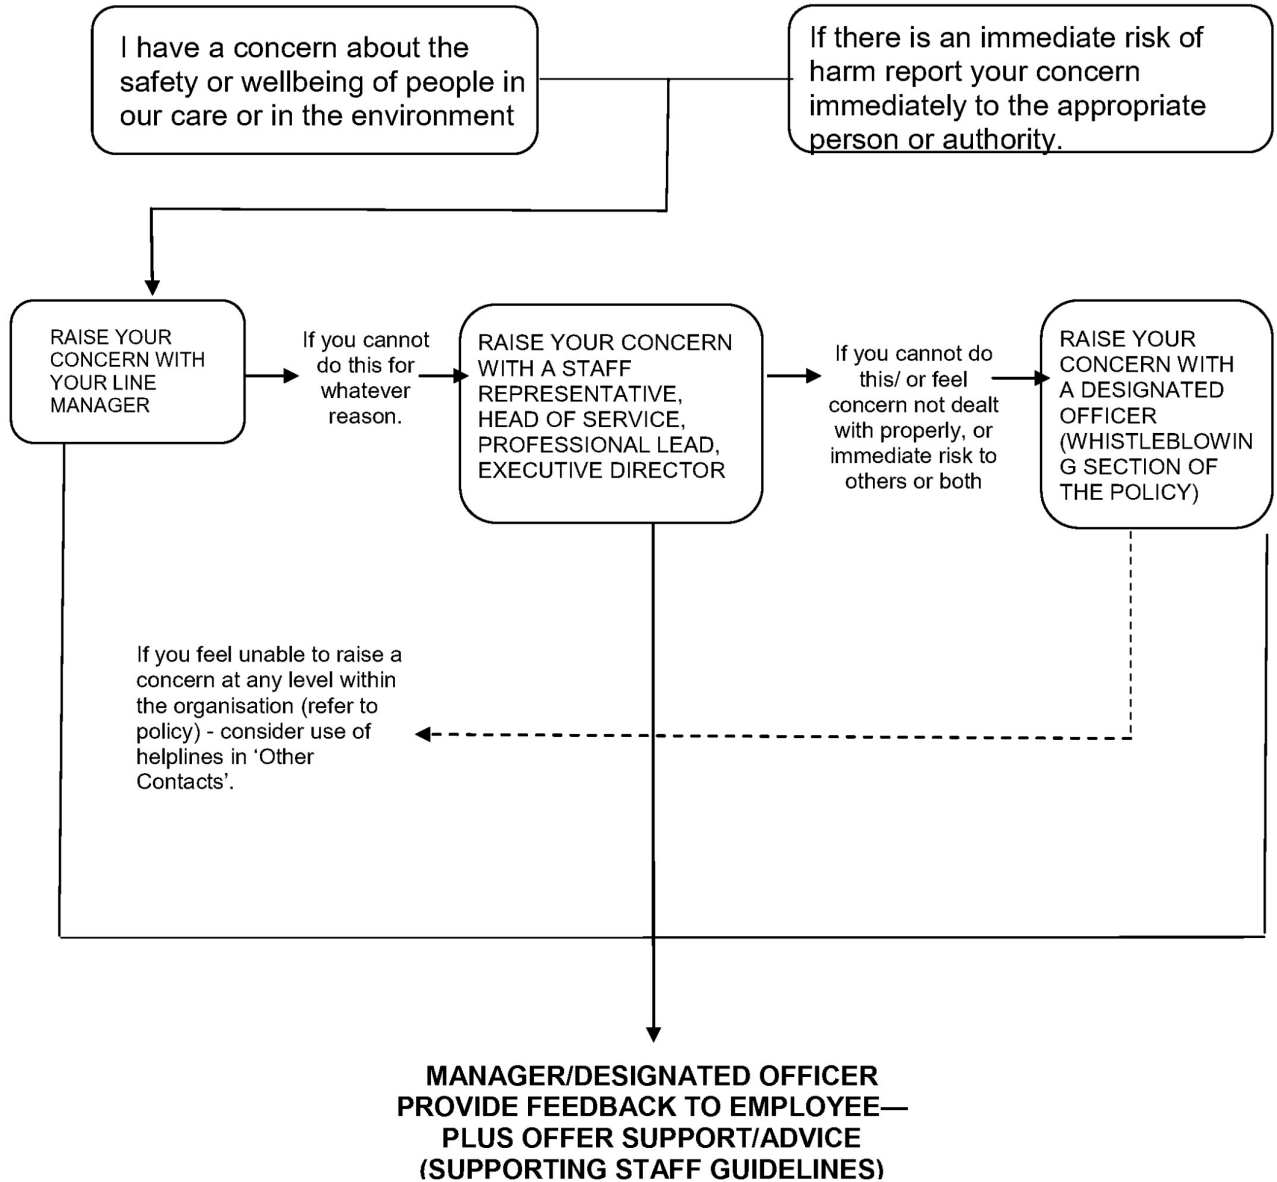 I have a concern about the
safety or wellbeing of people in
our care or in the environment
If there is an immediate risk of
harm report your concern
immediately to the appropriate
person or authority.
RAISE YOUR
CONCERN WITH
YOUR LINE
MANAGER
If you cannot
do this for
whatever
reason.
RAISE YOUR CONCERN
WITH A STAFF
REPRESENTATIVE,
HEAD OF SERVICE,
PROFESSIONAL LEAD,
EXECUTIVE DIRECTOR
If you cannot do
this/ or feel
concern not dealt
with properly, or
immediate risk to
others or both
RAISE YOUR
CONCERN WITH
A DESIGNATED
OFFICER
(WHISTLEBLOWIN
G SECTION OF
THE POLICY)
If you feel unable to raise a
concern at any level within
the organisation (refer to
policy) - consider use of
helplines in ‘Other
Contacts’.
MANAGER/DESIGNATED OFFICER
PROVIDE FEEDBACK TO EMPLOYEE—
PLUS OFFER SUPPORT/ADVICE
(SUPPORTING STAFF GUIDELINES)